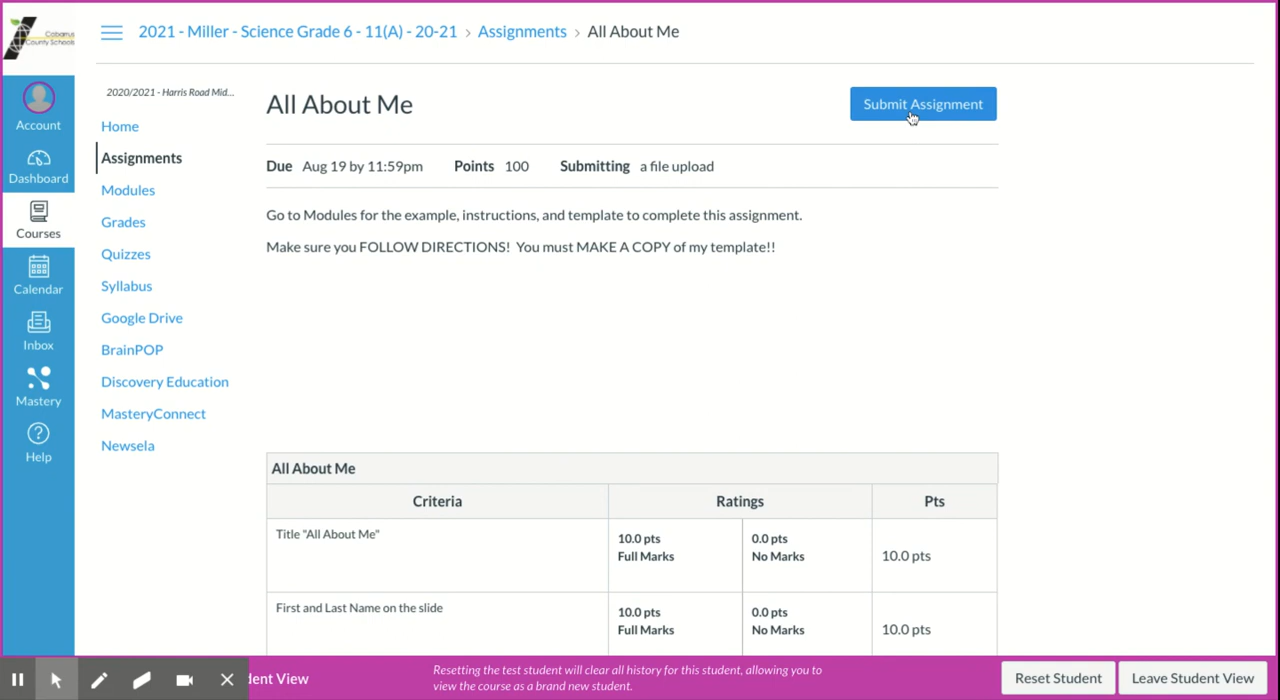 Cabarrus
County Schools
2021 - Miller - Science Grade 6 - 11(A) - 20-21 › Assignments › All About Me
Account
Dashboard
Courses
Calendar
Inbox
Mastery
Help
2020/2021 - Harris Road Mid...
Home
Assignments
Modules
Grades
Quizzes
Syllabus
Google Drive
BrainPOP
Discovery Education
MasteryConnect
Newsela
All About Me
Submit Assignment
Due Aug 19 by 11:59pm Points 100 Submitting a file upload
Go to Modules for the example, instructions, and template to complete this assignment.
Make sure you FOLLOW DIRECTIONS! You must MAKE A COPY of my template!!
All About Me
Criteria Ratings Pts
Title "All About Me"
10.0 pts
Full Marks
0.0 pts
No Marks
10.0 pts
First and Last Name on the slide
10.0 pts
Full Marks
0.0 pts
No Marks
10.0 pts
dent View
Resetting the test student will clear all history for this student, allowing you to
view the course as a brand new student.
Reset Student
Leave Student View